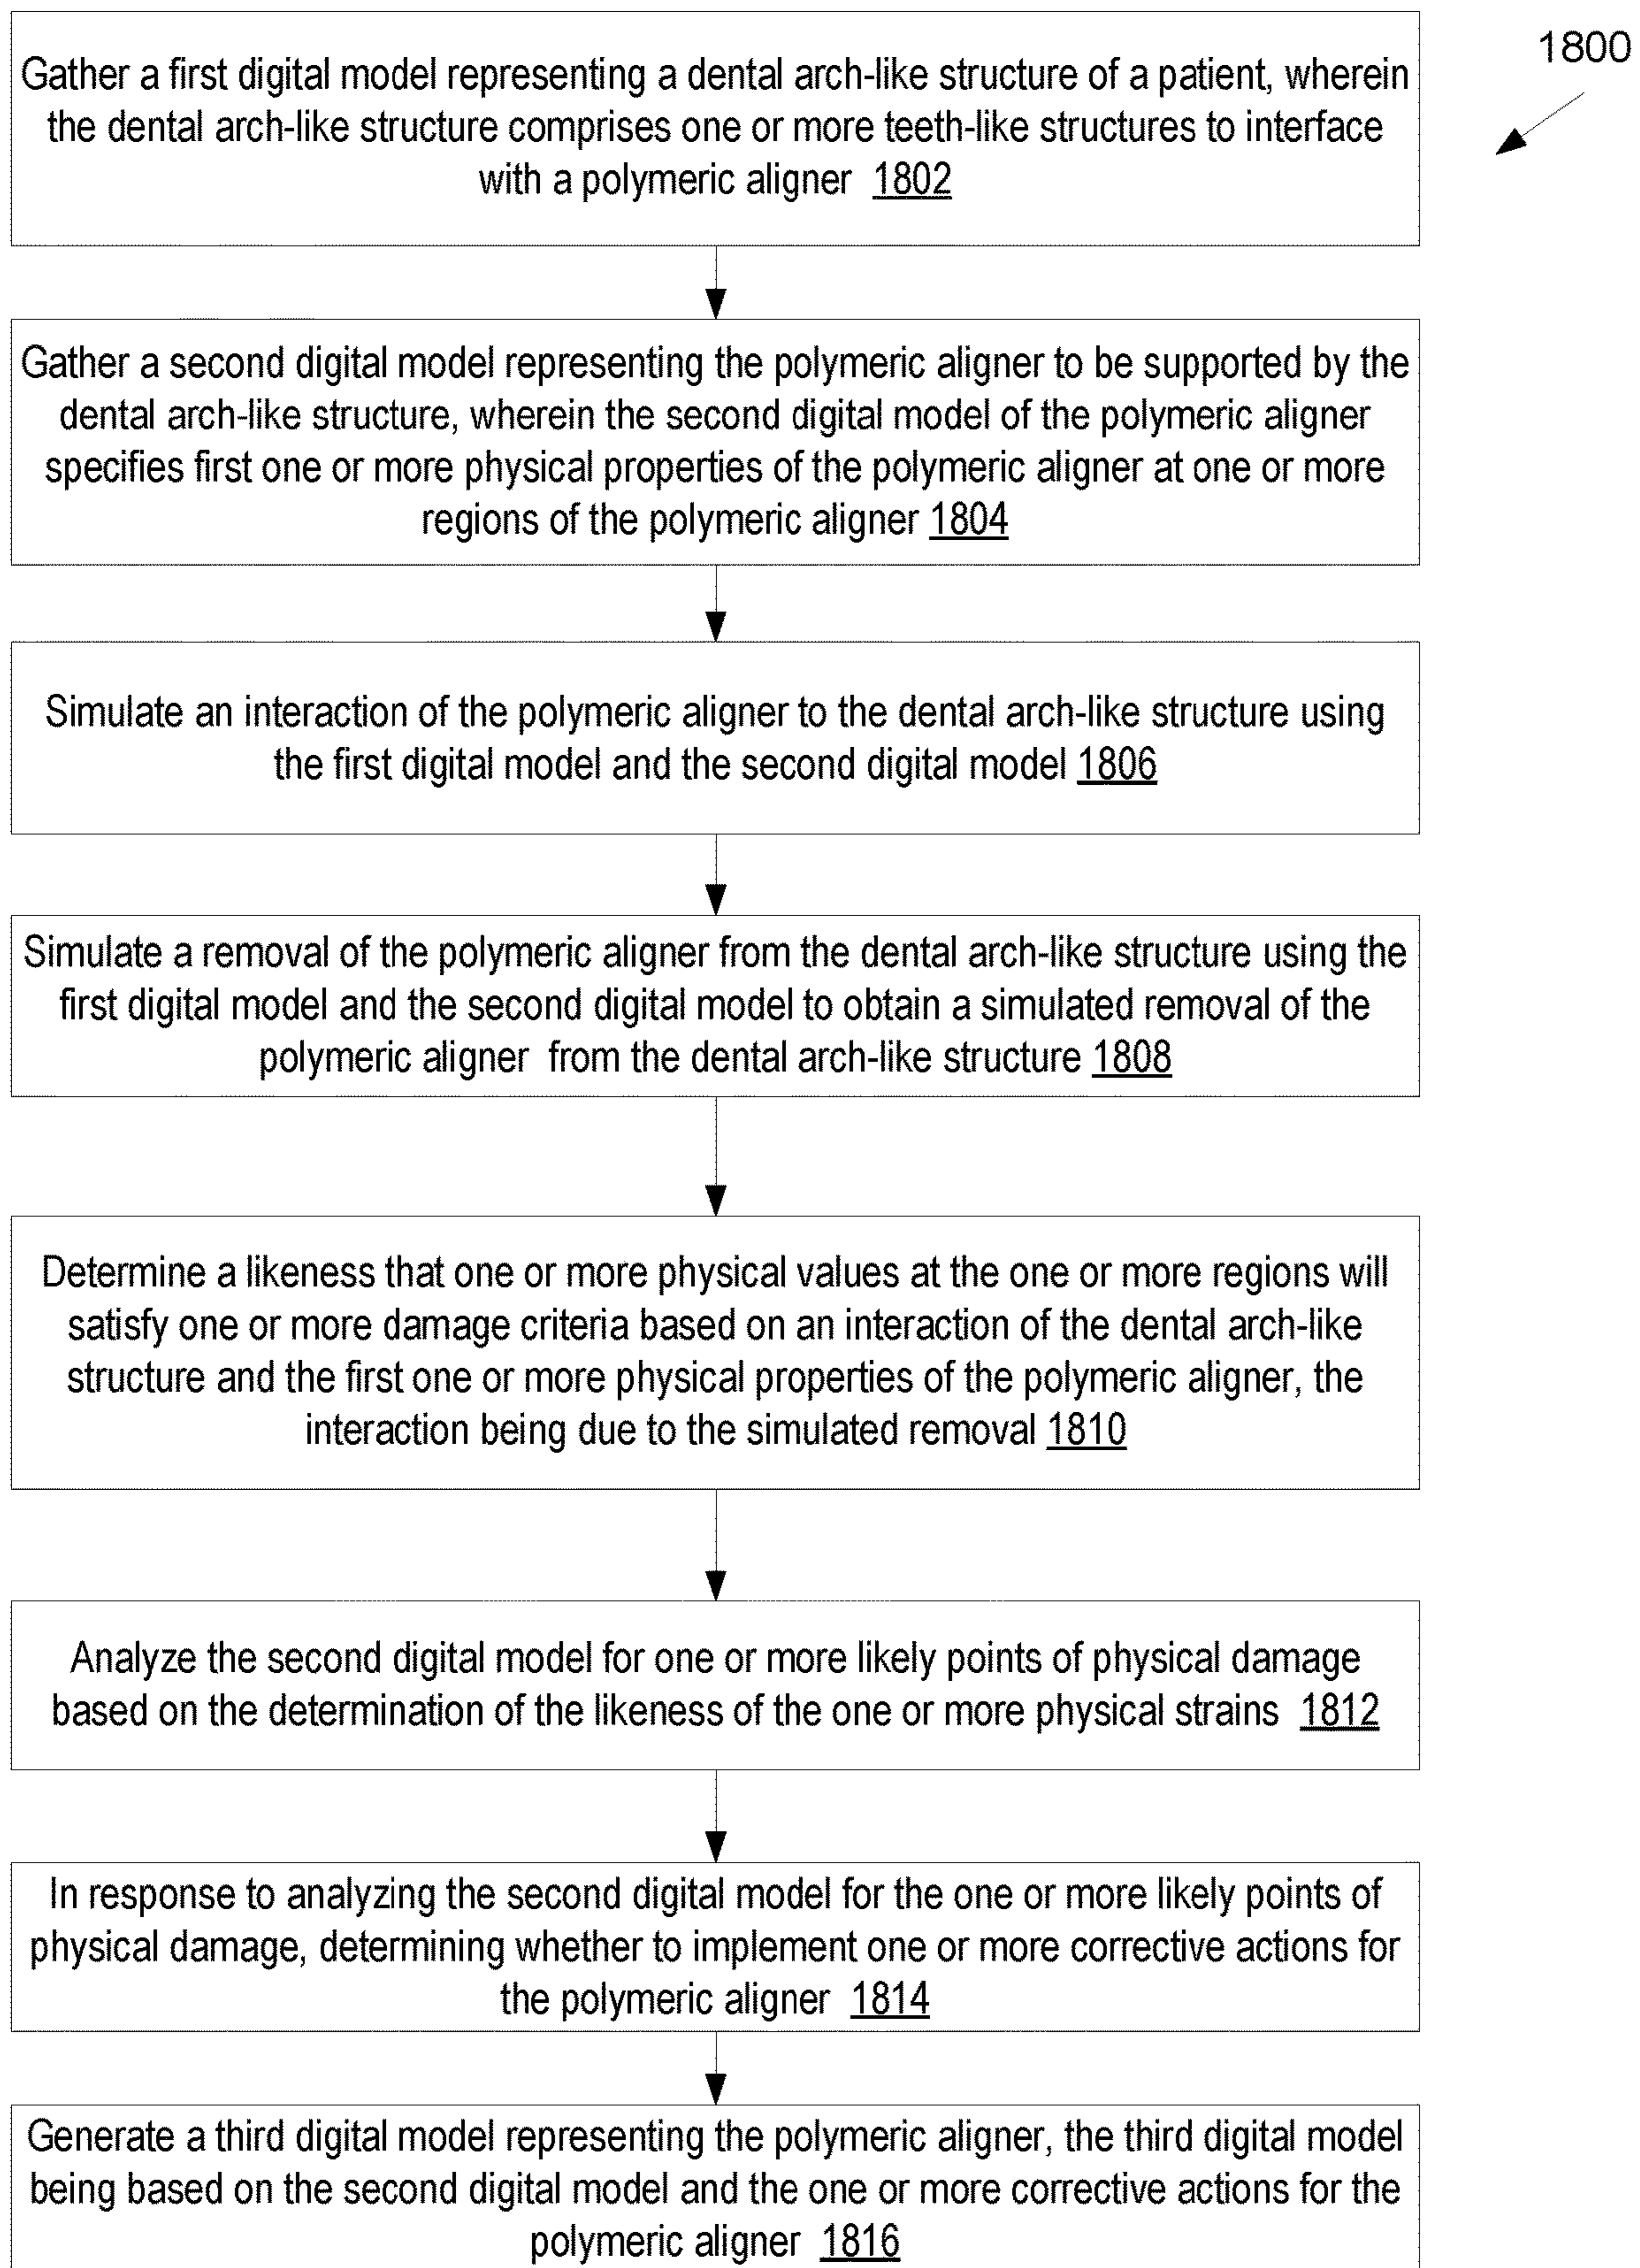 1800
Gather a first digital model representing a dental arch-like structure of a patient, wherein
the dental arch-like structure comprises one or more teeth-like structures to interface
with a polymeric aligner 1802
Gather a second digital model representing the polymeric aligner to be supported by the
dental arch-like structure, wherein the second digital model of the polymeric aligner
specifies first one or more physical properties of the polymeric aligner at one or more
regions of the polymeric aligner 1804
Simulate an interaction of the polymeric aligner to the dental arch-like structure using
the first digital model and the second digital model 1806
Simulate a removal of the polymeric aligner from the dental arch-like structure using the
first digital model and the second digital model to obtain a simulated removal of the
polymeric aligner from the dental arch-like structure 1808
Determine a likeness that one or more physical values at the one or more regions will
satisfy one or more damage criteria based on an interaction of the dental arch-like
structure and the first one or more physical properties of the polymeric aligner, the
interaction being due to the simulated removal 1810
Analyze the second digital model for one or more likely points of physical damage
based on the determination of the likeness of the one or more physical strains 1812
In response to analyzing the second digital model for the one or more likely points of
physical damage, determining whether to implement one or more corrective actions for
the polymeric aligner 1814
Generate a third digital model representing the polymeric aligner, the third digital model
being based on the second digital model and the one or more corrective actions for the
polymeric aligner 1816